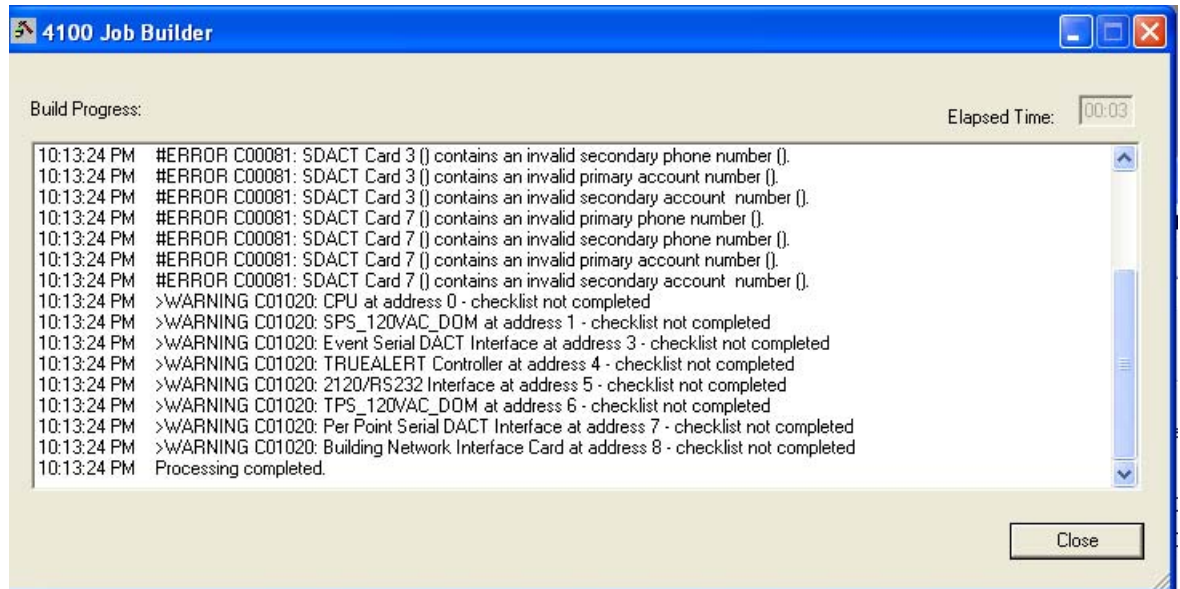 4100 Job Builder
Build Progress:
Elapsed Time: 00:03
10:13:24 PM #ERROR C00081: SDACT Card 3 () contains an invalid secondary phone number ().
10:13:24 PM #ERROR C00081: SDACT Card 3 () contains an invalid primary account number ().
10:13:24 PM #ERROR C00081: SDACT Card 3 () contains an invalid secondary account  number ().
10:13:24 PM #ERROR C00081: SDACT Card 7 () contains an invalid primary phone number ().
10:13:24 PM #ERROR C00081: SDACT Card 7 () contains an invalid secondary phone number ().
10:13:24 PM #ERROR C00081: SDACT Card 7 () contains an invalid primary account number ().
10:13:24 PM #ERROR C00081: SDACT Card 7 () contains an invalid secondary account  number ().
10:13:24 PM >WARNING C01020: CPU at address 0 - checklist not completed
10:13:24 PM >WARNING C01020: SPS_120VAC_DOM at address 1 - checklist not completed
10:13:24 PM >WARNING C01020: Event Serial DACT Interface at address 3 - checklist not completed
10:13:24 PM >WARNING C01020: TRUEALERT Controller at address 4 - checklist not completed
10:13:24 PM >WARNING C01020: 2120/RS232 Interface at address 5 - checklist not completed
10:13:24 PM >WARNING C01020: TPS_120VAC_DOM at address 6 - checklist not completed
10:13:24 PM >WARNING C01020: Per Point Serial DACT Interface at address 7 - checklist not completed
10:13:24 PM >WARNING C01020: Building Network Interface Card at address 8 - checklist not completed
10:13:24 PM Processing completed.
Close